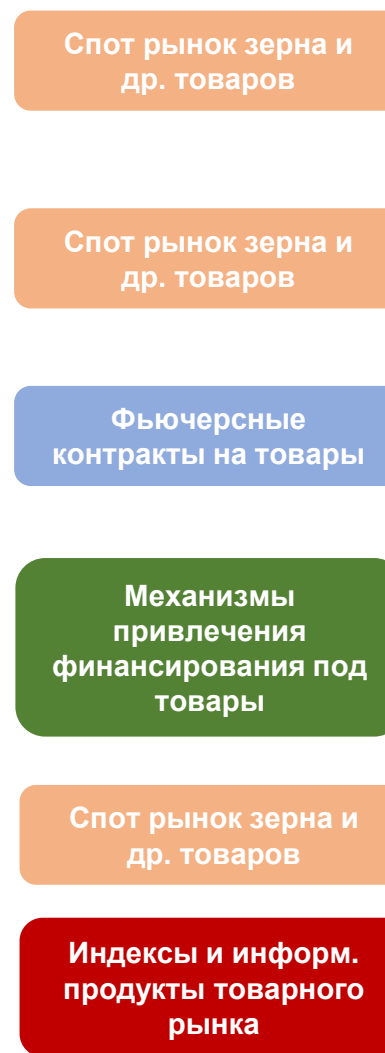 Спот рынок зерна и
др. товаров
Спот рынок зерна и
др. товаров
Фьючерсные
контракты на товары
Механизмы
привлечения
финансирования под
товары
Спот рынок зерна и
др. товаров
Индексы и информ.
продукты товарного
рынка